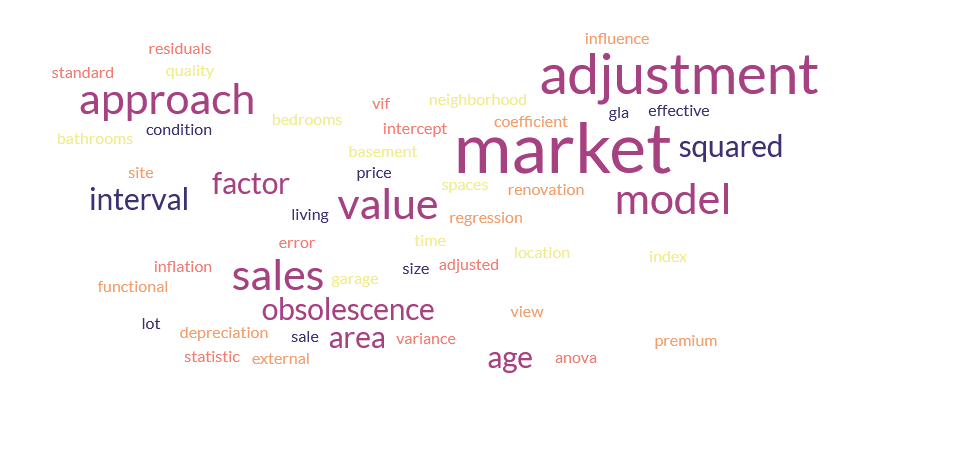 influence
residuals
standard
quality
adjustment
approach
vif
neighborhood
gla
effective
bedrooms
coefficient
condition
intercept
bathrooms
market
squared
basement
site
price
factor
spaces
renovation
interval
value
model
living
regression
error
time
location
index
inflation
sales
size
adjusted
functional
garage
obsolescence
view
lot
depreciation
sale
area
variance
premium
statistic
external
age
anova